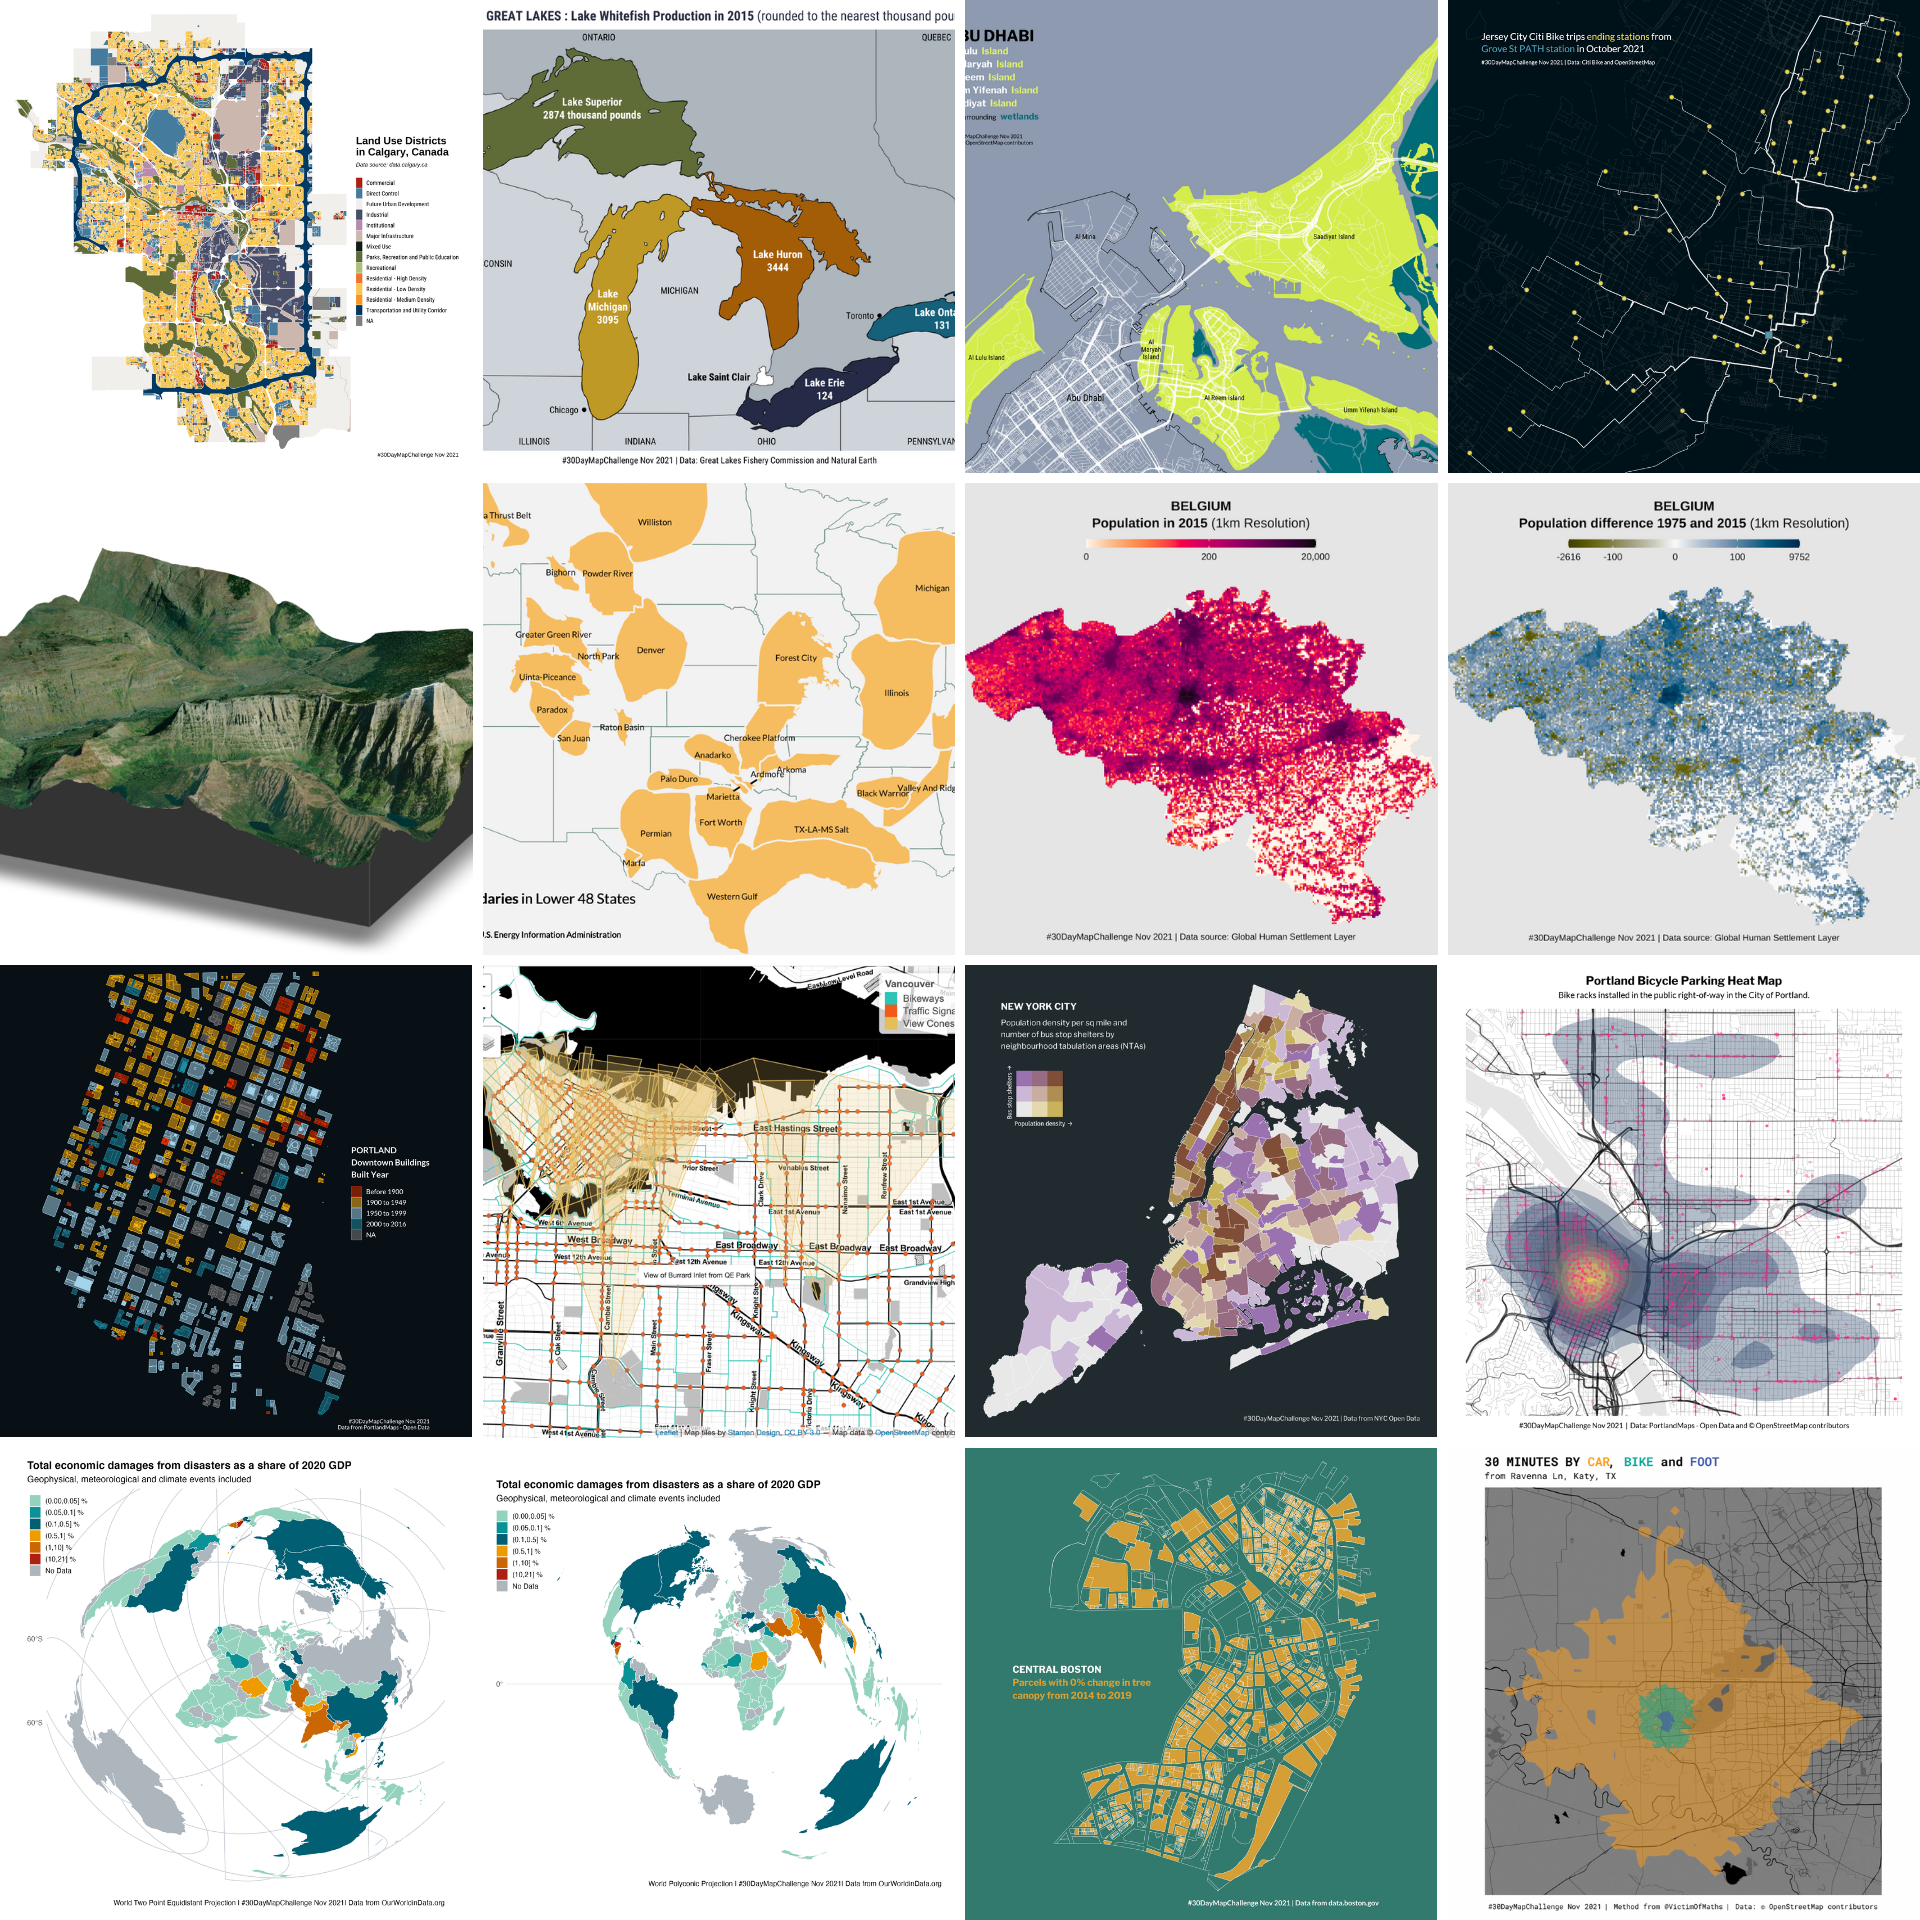 Land Use Districts
in Calgary, Canada
Data source: data.calgary.ca
Commercial
Direct Control
Future Urban Development
Industrial
Institutional
Major Infrastructure
Mixed Use
Parks, Recreation and Public Education
Recreational
Residential - High Density
Residential - Low Density
Residential - Medium Density
Transportation and Utility Corridor
NA
#30DayMapChallenge Nov 2021
GREAT LAKES : Lake Whitefish Production in 2015 (rounded to the nearest thousand pou
ONTARIO
QUEBEC
Lake Superior
2874 thousand pounds
CONSIN
Lake Huron
3444
MICHIGAN
Lake
Michigan
3095
Toronto
Lake Onta
131
Lake Saint Clair
Lake Erie
124
Chicago
ILLINOIS
INDIANA
OHIO
PENNSYLVAN
#30DayMapChallenge Nov 2021 | Data: Great Lakes Fishery Commission and Natural Earth
BU DHABI
ulu Island
Maryah Island
eem Island
m Yifenah Island
diyat Island
rrounding wetlands
MapChallenge Nov 2021
OpenStreetMap contributors
Al Mina
Saadiyat Island
Al Lulu Island
Al
Maryah
Island
Abu Dhabi
Al Reem Island
Umm Yifenah Island
Jersey City Citi Bike trips ending stations from
Grove St PATH station in October 2021
#30DayMapChallenge Nov 2021 | Data: Citi Bike and OpenStreetMap
a Thrust Belt
Williston
Bighorn
Powder River
Michigan
Greater Green River
North Park
Denver
Forest City
Uinta-Piceance
Illinois
Paradox
Raton Basin
San Juan
Cherokee Platform
Anadarko
Arkoma
Ardmore
Palo Duro
Marietta
Black Warrior
Valley And Ridg
Fort Worth
Permian
TX-LA-MS Salt
Marfa
Western Gulf
daries in Lower 48 States
U.S. Energy Information Administration
BELGIUM
Population in 2015 (1km Resolution)
0
200
20,000
#30DayMapChallenge Nov 2021 | Data source: Global Human Settlement Layer
BELGIUM
Population difference 1975 and 2015 (1km Resolution)
-2616
-100
0
100
9752
#30DayMapChallenge Nov 2021 | Data source: Global Human Settlement Layer
PORTLAND
Downtown Buildings
Built Year
Before 1900
1900 to 1949
1950 to 1999
2000 to 2016
NA
#30DayMapChallenge Nov 2021
Data from PortlandMaps - Open Data
Vancouver
Bikeways
Traffic Signa
View Cones
East Hastings Street
Prior Street
Venables Street
Clark Drive
Nanaimo Street
Renfrew Street
Terminal Avenue
East 1st Avenue
East 1st Avenue
East 1st Avenue
West 6th Avenue
West Broadway
East Broadway
East Broadway
East Broadway
Avenue
West 12th Avenue
East 12th Avenue
East 12th Avenue
View of Burrard Inlet from QE Park
Grandview High
Granville Street
Oak Street
Cambie Street
Main Street
Fraser Street
Knight Street
Knight Street
Kingsway
Kingsway
Kingsway
West 41st Avenue
Leaflet | Map tiles by Stamen Design, CC BY 3.0 — Map data © OpenStreetMap contrib
NEW YORK CITY
Population density per sq mile and
number of bus stop shelters by
neighbourhood tabulation areas (NTAs)
Bus stop shelters →
Population density →
#30DayMapChallenge Nov 2021 | Data from NYC Open Data
Portland Bicycle Parking Heat Map
Bike racks installed in the public right-of-way in the City of Portland.
#30DayMapChallenge Nov 2021 | Data: PortlandMaps - Open Data and © OpenStreetMap contributors
Total economic damages from disasters as a share of 2020 GDP
Geophysical, meteorological and climate events included
(0.00,0.05] %
(0.05,0.1] %
(0.1,0.5] %
(0.5,1] %
(1,10] %
(10,21] %
No Data
60°S
60°S
World Two Point Equidistant Projection I #30DayMapChallenge Nov 2021I Data from OurWorldinData.org
Total economic damages from disasters as a share of 2020 GDP
Geophysical, meteorological and climate events included
(0.00,0.05] %
(0.05,0.1] %
(0.1,0.5] %
(0.5,1] %
(1,10] %
(10,21] %
No Data
0°
World Polyconic Projection I #30DayMapChallenge Nov 2021I Data from OurWorldinData.org
CENTRAL BOSTON
Parcels with 0% change in tree
canopy from 2014 to 2019
#30DayMapChallenge Nov 2021 | Data from data.boston.gov
30 MINUTES BY CAR, BIKE and FOOT
from Ravenna Ln, Katy, TX
#30DayMapChallenge Nov 2021 | Method from @VictimOfMaths | Data: © OpenStreetMap contributors